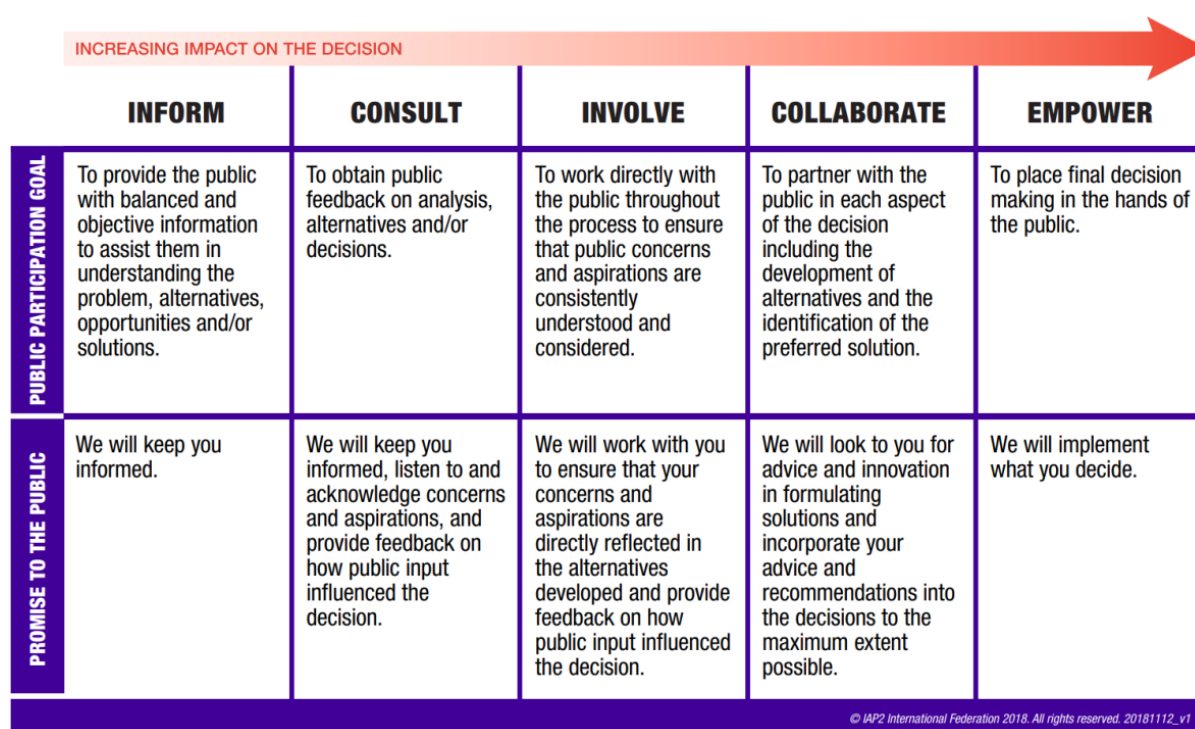 INCREASING IMPACT ON THE DECISION
INFORM
CONSULT
INVOLVE
COLLABORATE
EMPOWER
PUBLIC PARTICIPATION GOAL
To provide the public
with balanced and
objective information
to assist them in
understanding the
problem, alternatives,
opportunities and/or
solutions.
To obtain public
feedback on analysis,
alternatives and/or
decisions.
To work directly with
the public throughout
the process to ensure
that public concerns
and aspirations are
consistently
understood and
considered.
To partner with the
public in each aspect
of the decision
including the
development of
alternatives and the
identification of the
preferred solution.
To place final decision
making in the hands of
the public.
PROMISE TO THE PUBLIC
We will keep you
informed.
We will keep you
informed, listen to and
acknowledge concerns
and aspirations, and
provide feedback on
how public input
influenced the
decision.
We will work with you
to ensure that your
concerns and
aspirations are
directly reflected in
the alternatives
developed and provide
feedback on how
public input influenced
the decision.
We will look to you for
advice and innovation
in formulating
solutions and
incorporate your
advice and
recommendations into
the decisions to the
maximum extent
possible.
We will implement
what you decide.
© IAP2 International Federation 2018. All rights reserved. 20181112_v1